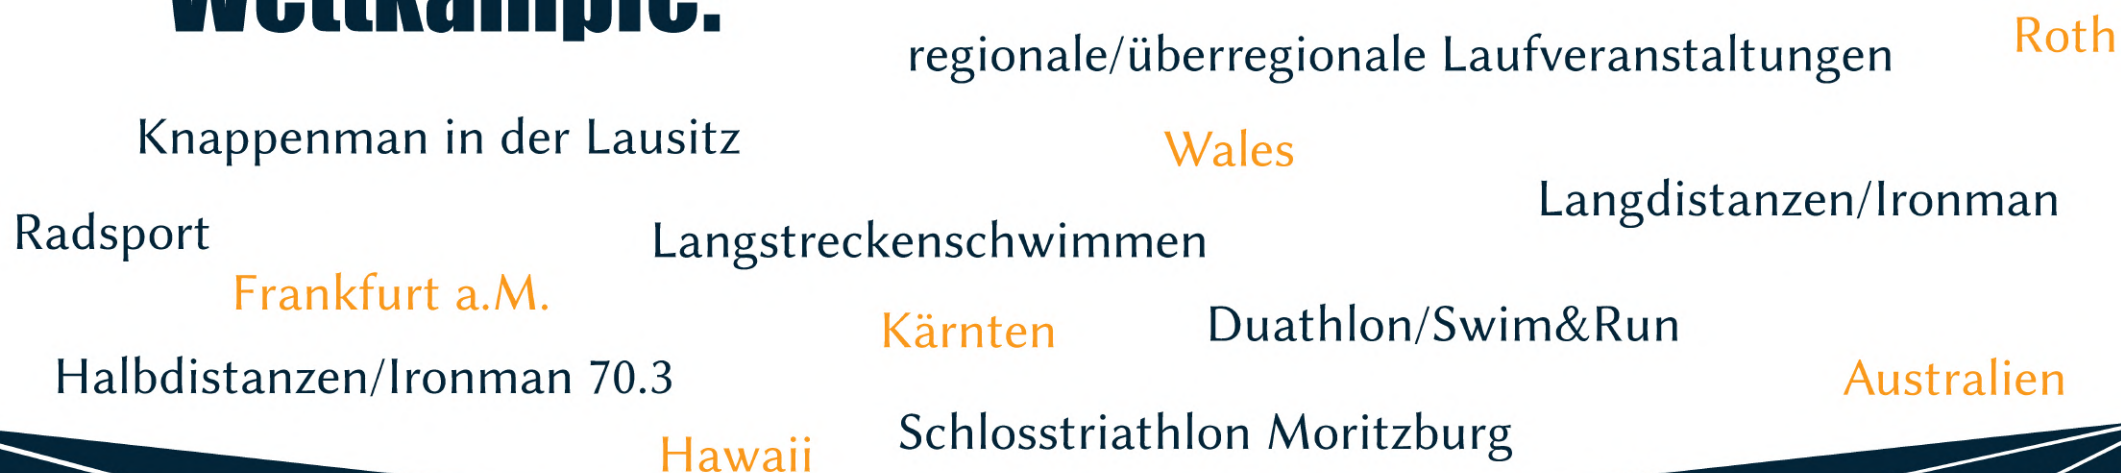 Wettkämpfe.
Roth
regionale/überregionale Laufveranstaltungen
Knappenman in der Lausitz
Wales
Langdistanzen/Ironman
Radsport
Langstreckenschwimmen
Frankfurt a.M.
Kärnten
Duathlon/Swim&Run
Halbdistanzen/Ironman 70.3
Australien
Schlosstriathlon Moritzburg
Hawaii